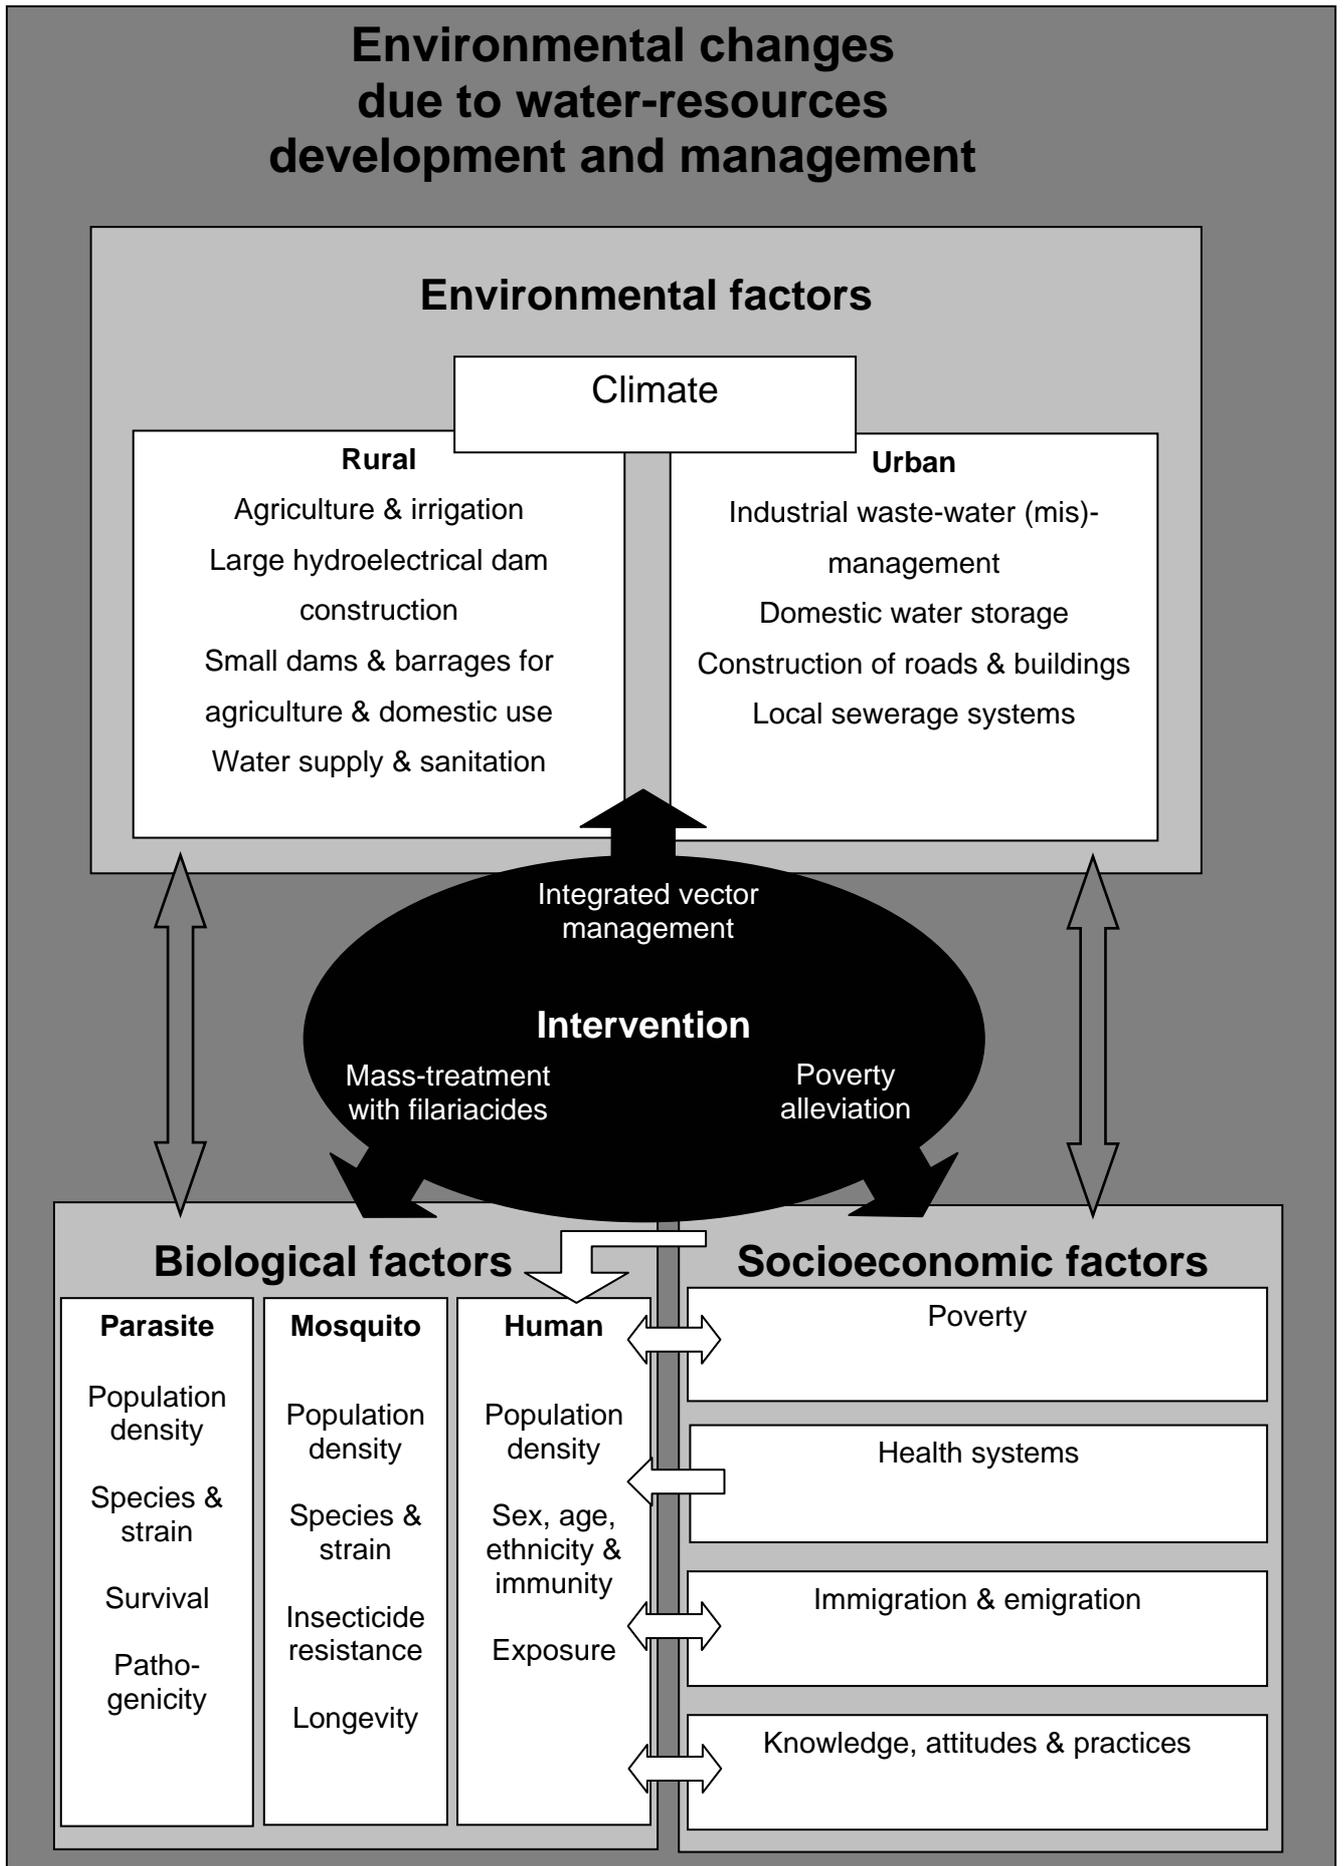 Environmental changes
due to water-resources
development and management
Environmental factors
Climate
Rural
Agriculture & irrigation
Large hydroelectrical dam
construction
Small dams & barrages for
agriculture & domestic use
Water supply & sanitation
Urban
Industrial waste-water (mis)-
management
Domestic water storage
Construction of roads & buildings
Local sewerage systems
Integrated vector
management
Intervention
Mass-treatment
with filariacides
Poverty
alleviation
Biological factors
Parasite
Population
density
Species &
strain
Survival
Patho-
genicity
Mosquito
Population
density
Species &
strain
Insecticide
resistance
Longevity
Human
Population
density
Sex, age,
ethnicity &
immunity
Exposure
Socioeconomic factors
Poverty
Health systems
Immigration & emigration
Knowledge, attitudes & practices